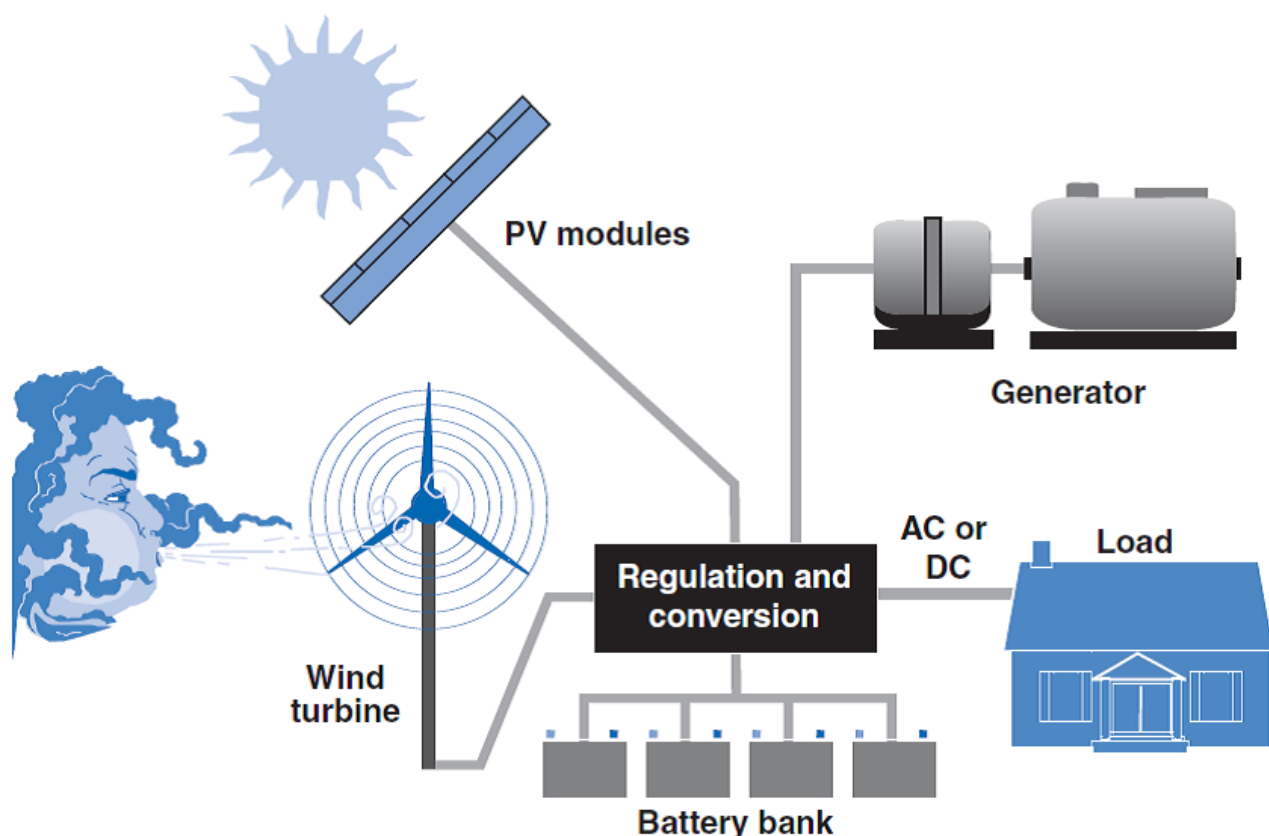 PV modules
Generator
AC or
DC
Load
Regulation and
conversion
Wind
turbine
Battery bank